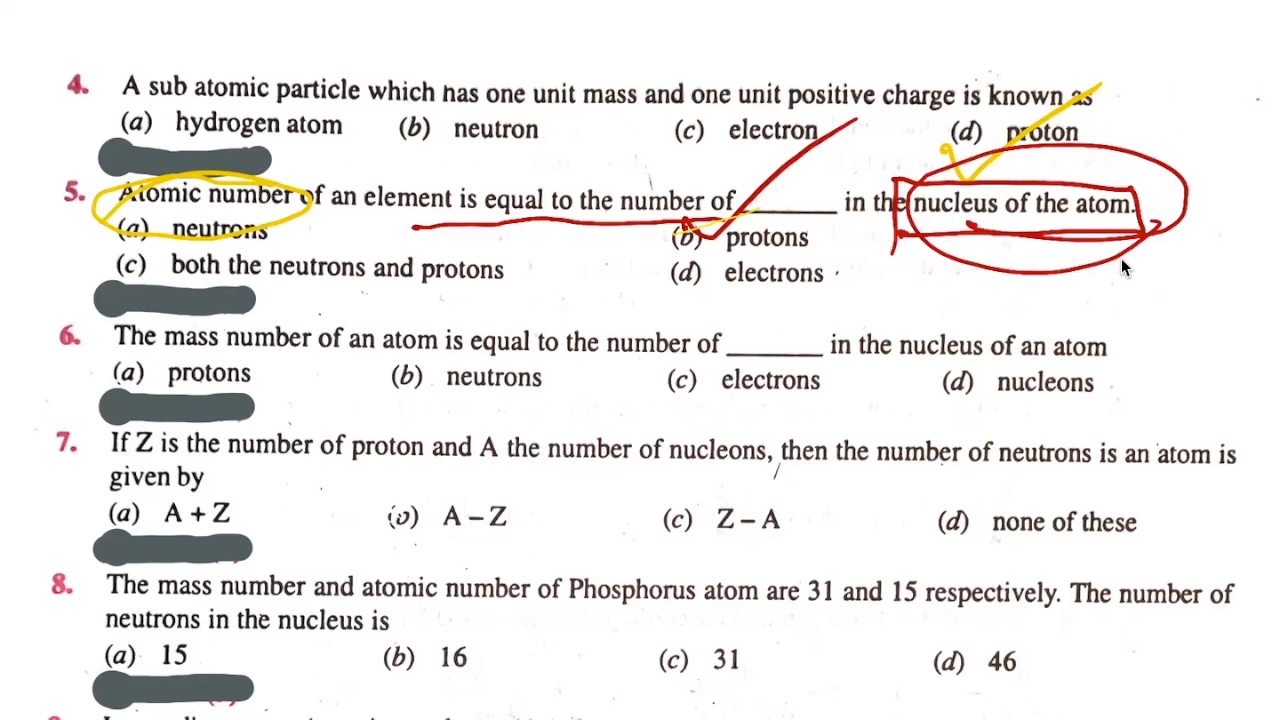 4. A sub atomic particle which has one unit mass and one unit positive charge is known as
(a) hydrogen atom (b) neutron (c) electron (d) proton
5. Atomic number of an element is equal to the number of _______ in the nucleus of the atom.
(a) neutrons (b) protons
(c) both the neutrons and protons (d) electrons
6. The mass number of an atom is equal to the number of _______ in the nucleus of an atom
(a) protons (b) neutrons (c) electrons (d) nucleons
7. If Z is the number of proton and A the number of nucleons, then the number of neutrons is an atom is
given by
(a) A + Z (b) A – Z (c) Z – A (d) none of these
8. The mass number and atomic number of Phosphorus atom are 31 and 15 respectively. The number of
neutrons in the nucleus is
(a) 15 (b) 16 (c) 31 (d) 46